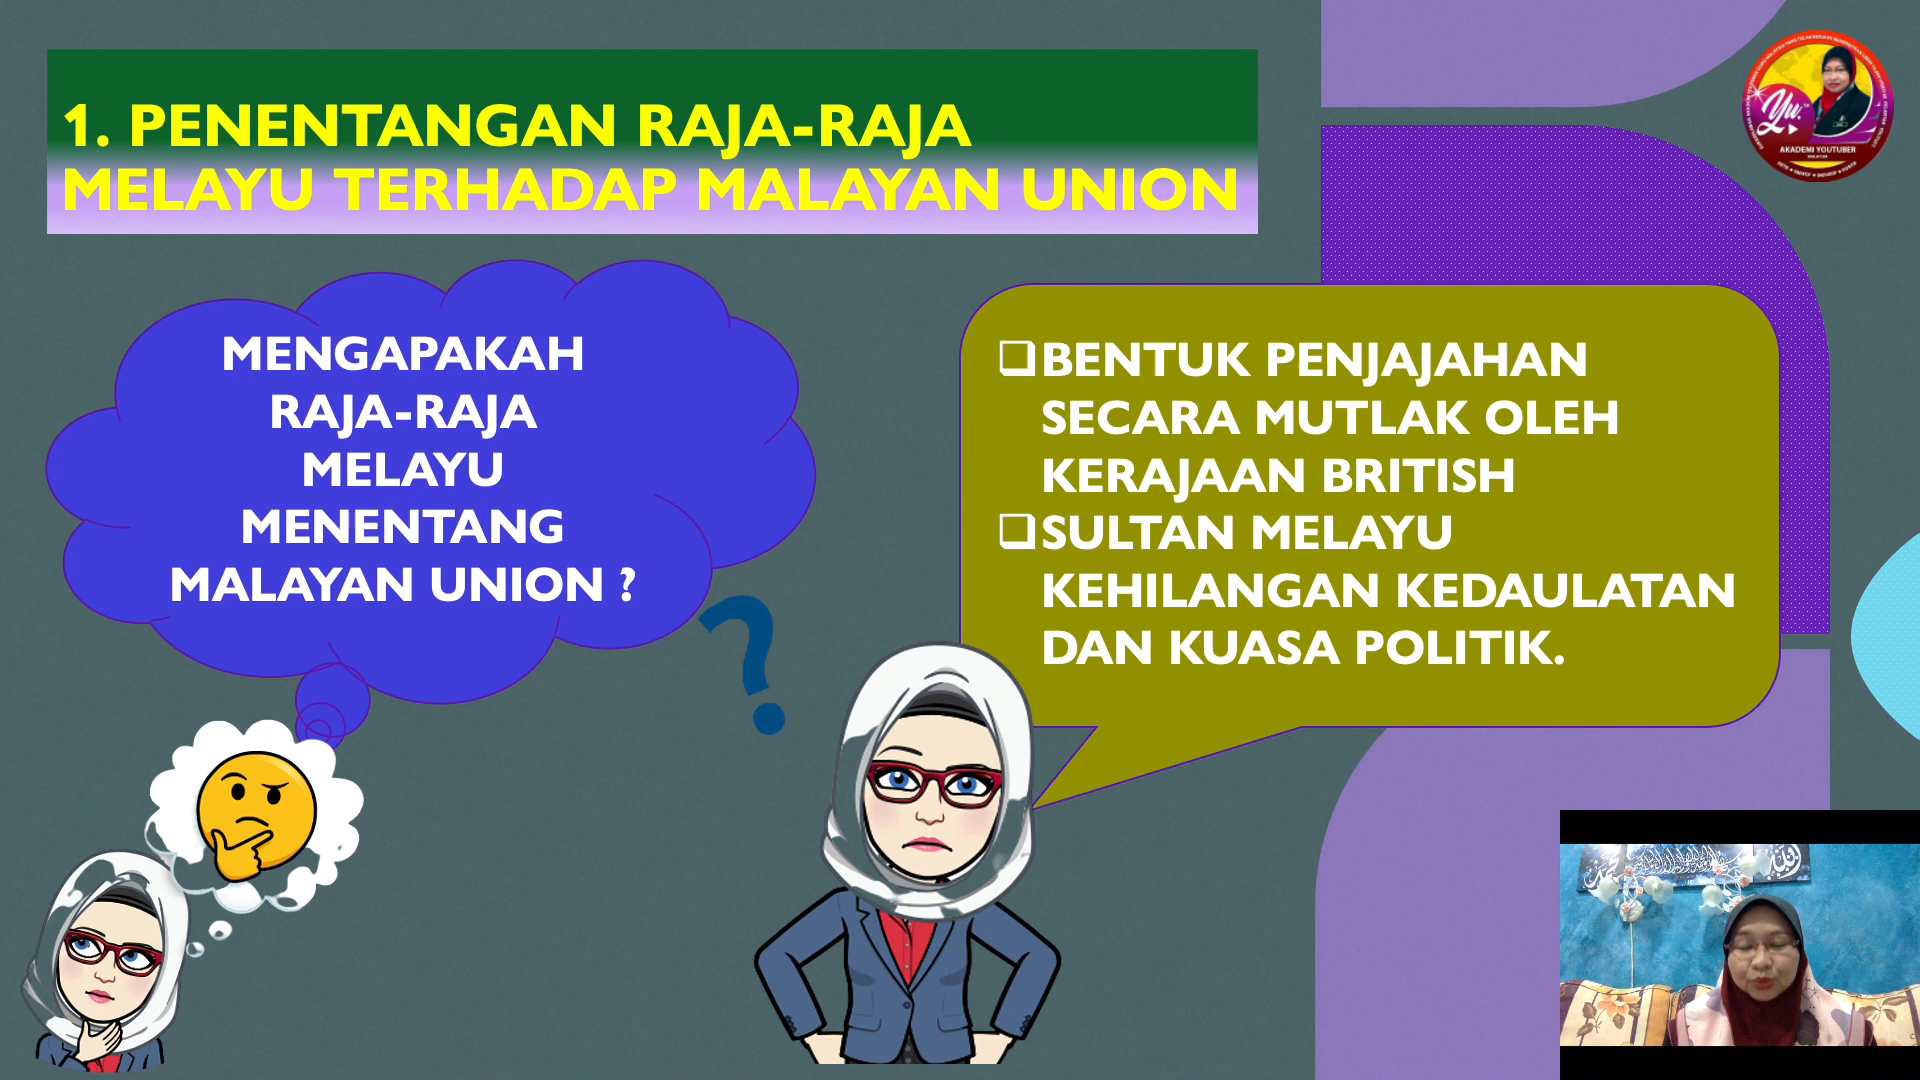 1. PENENTANGAN RAJA-RAJA
MELAYU TERHADAP MALAYAN UNION
MENGAPAKAH
RAJA-RAJA
MELAYU
MENENTANG
MALAYAN UNION ?
❑BENTUK PENJAJAHAN
SECARA MUTLAK OLEH
KERAJAAN BRITISH
❑SULTAN MELAYU
KEHILANGAN KEDAULATAN
DAN KUASA POLITIK.
?
Yu.
AKADEMI YOUTUBER